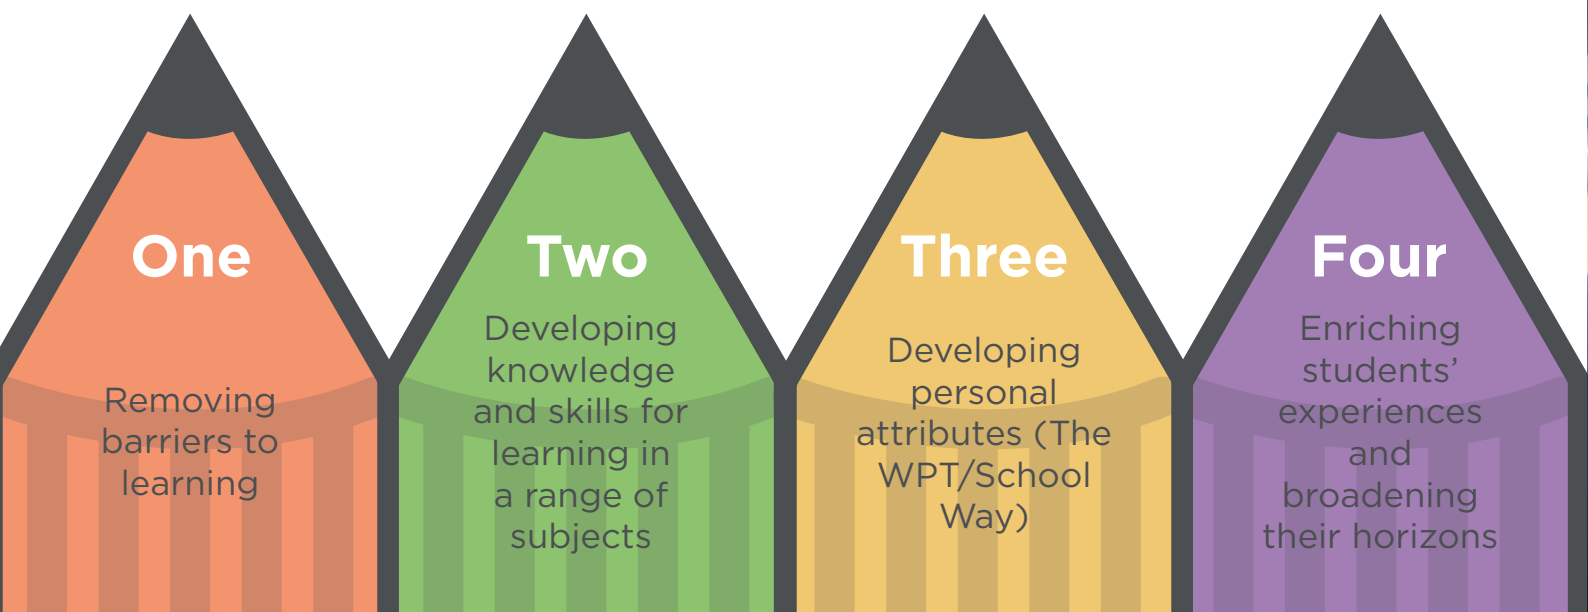 One
Removing
barriers to
learning
Two
Developing
knowledge
and skills for
learning in
a range of
subjects
Three
Developing
personal
attributes (The
WPT/School
Way)
Four
Enriching
students’
experiences
and
broadening
their horizons